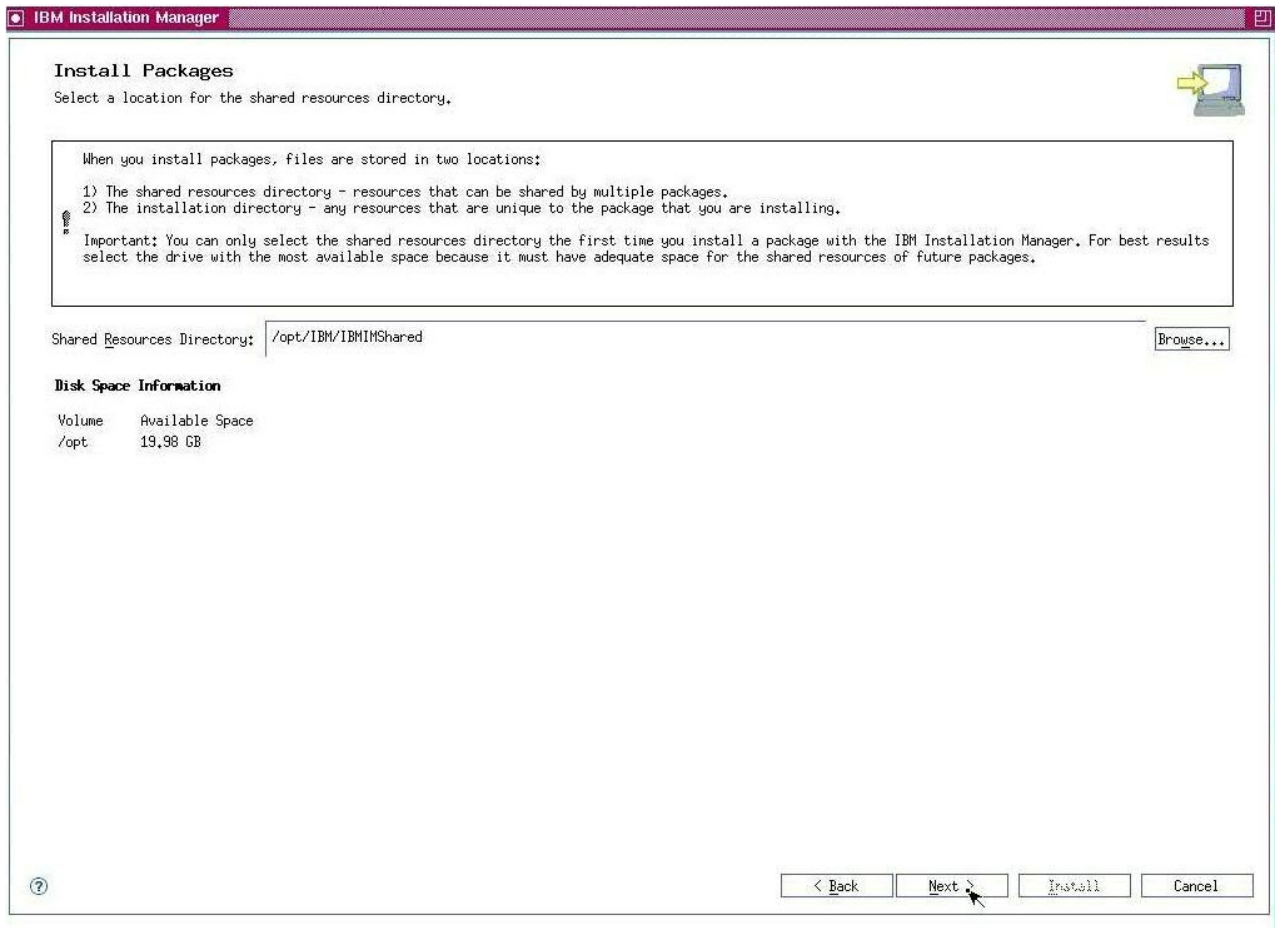 IBM Installation Manager
Install Packages
Select a location for the shared resources directory.
When you install packages, files are stored in two locations:
1) The shared resources directory - resources that can be shared by multiple packages.
2) The installation directory - any resources that are unique to the package that you are installing.
Important: You can only select the shared resources directory the first time you install a package with the IBM Installation Manager. For best results
select the drive with the most available space because it must have adequate space for the shared resources of future packages.
Shared Resources Directory: /opt/IBM/IBMIMShared Browse...
Disk Space Information
Volume Available Space
/opt 19.98 GB
? < Back Next > Install Cancel